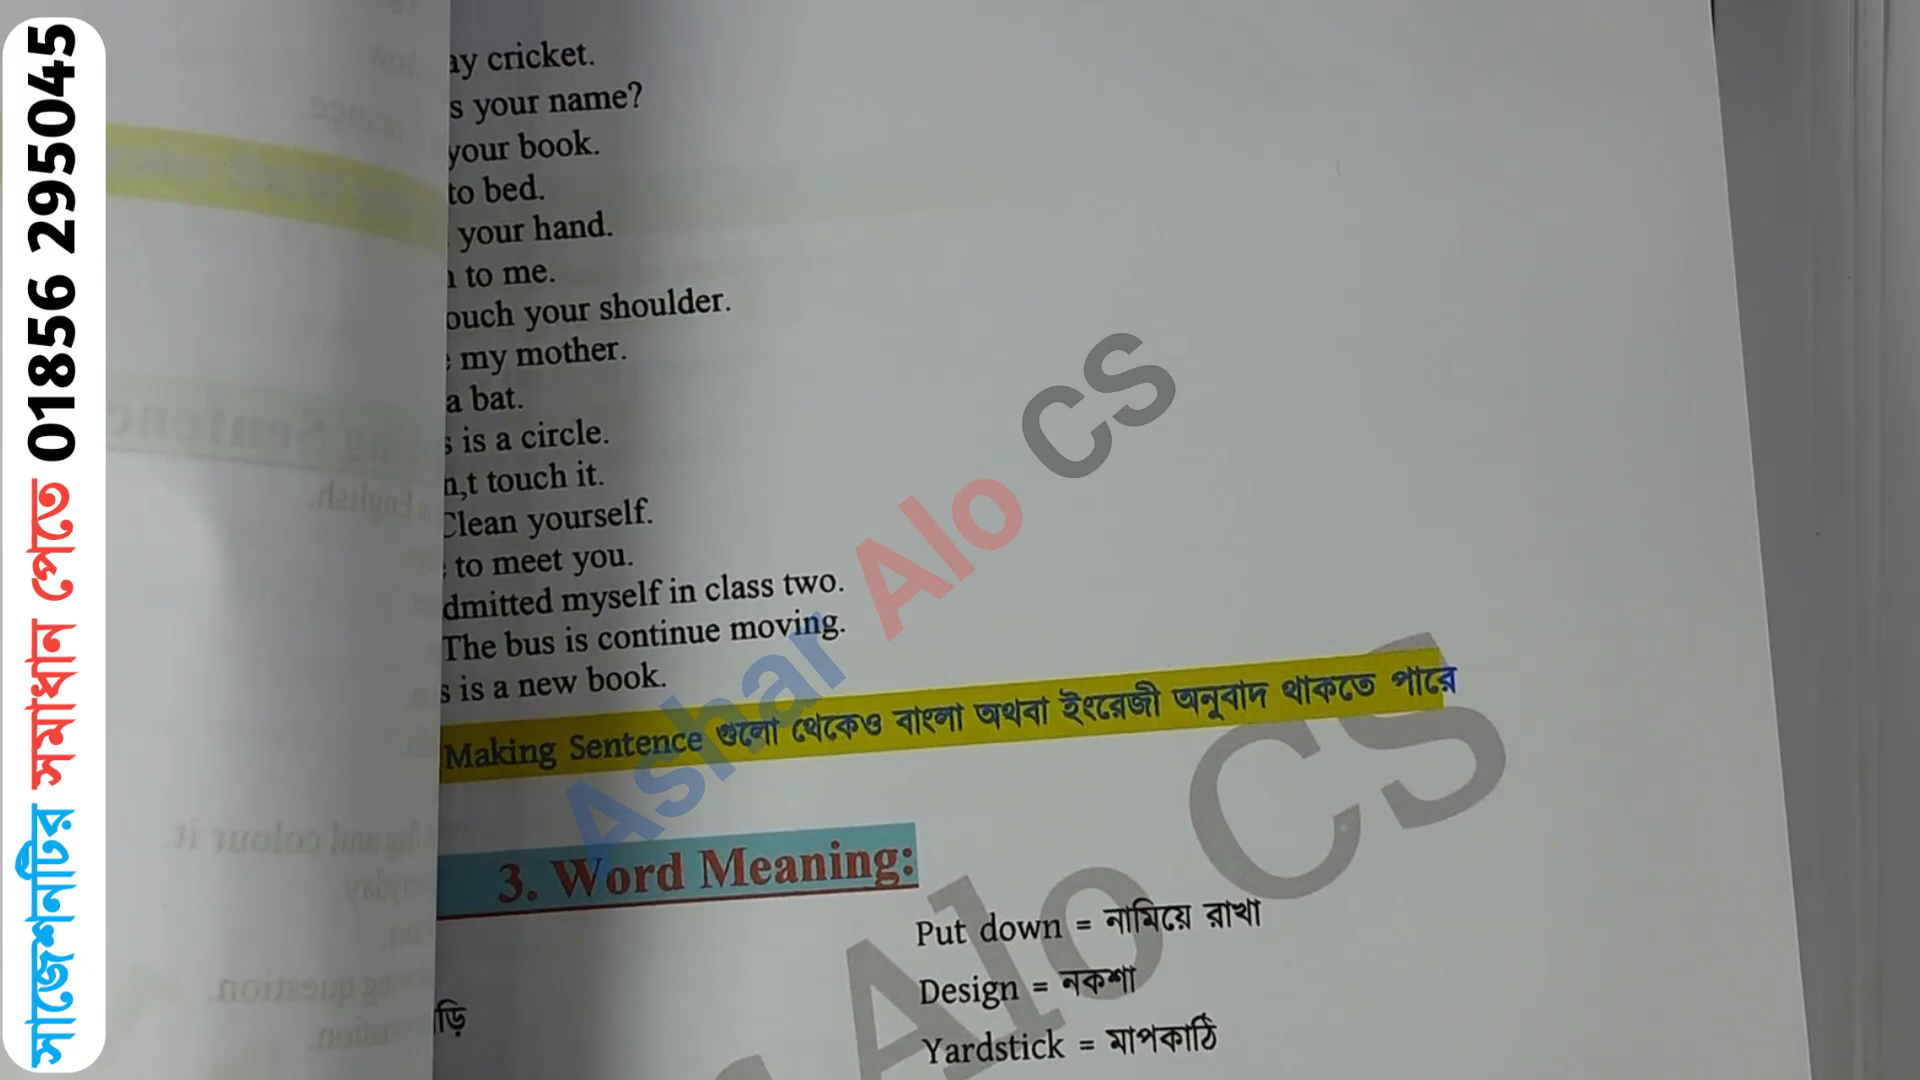 সাজেশনটির সমাধান পেতে 01856 295045
cricket.
your name?
your book.
to bed.
your hand.
to me.
your shoulder.
my mother.
a bat.
is a circle.
touch it.
Clean yourself.
to meet you.
myself in class two.
The bus is continue moving.
is a new book.
Making Sentence গুলো থেকেও বাংলা অথবা ইংরেজী অনুবাদ থাকতে পারে
3. Word Meaning:
Put down = নামিয়ে রাখা
Design = নকশা
Yardstick = মাপকাঠি
Ashar Alo CS
Alo CS